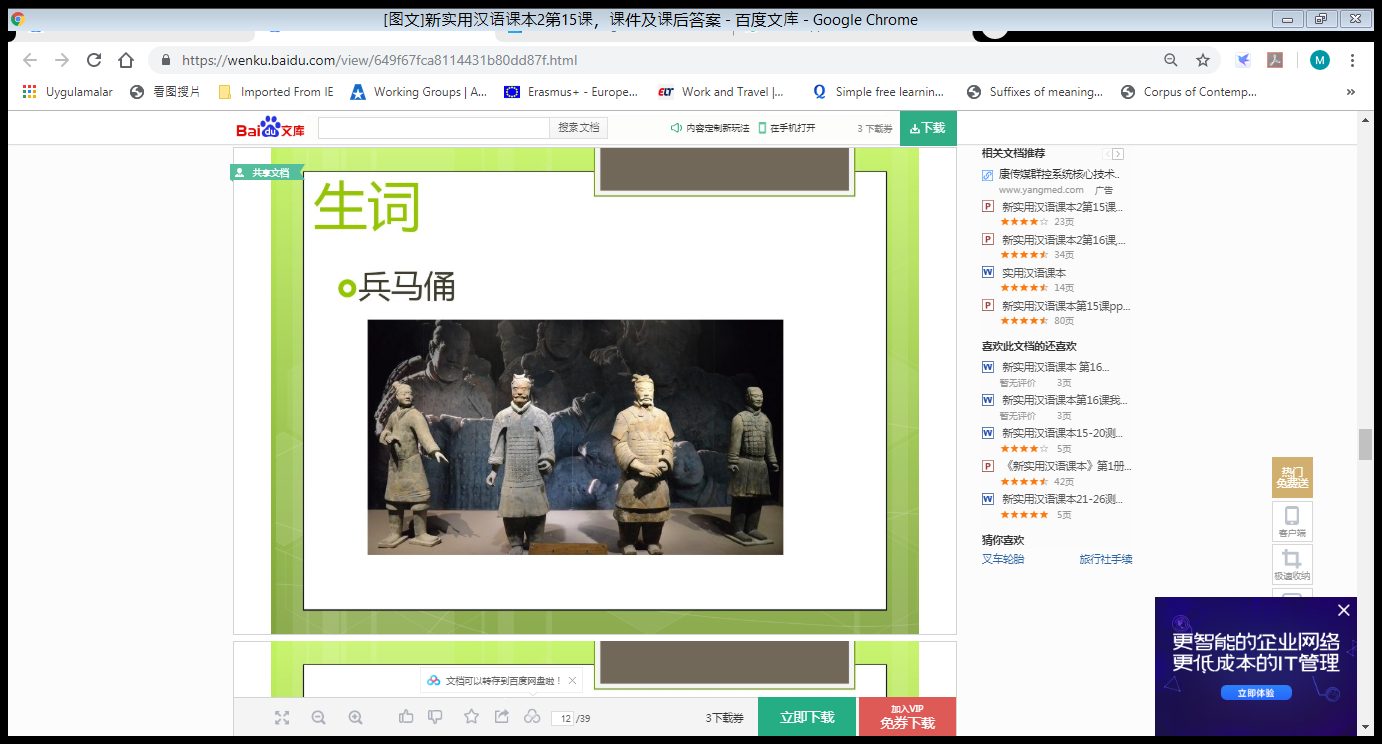 [图文]新实用汉语课本2第15课，课件及课后答案 - 百度文库 - Google Chrome
https://wenku.baidu.com/view/649f67fca8114431b80dd87f.html
M
Uygulamalar
看图搜片
Imported From IE
Working Groups | A...
Erasmus+ - Europe...
ELT
Work and Travel |...
Q
Simple free learnin...
Suffixes of meaning...
Corpus of Contemp...
»
Bai du 文库
搜索文档
内容定制新玩法
在手机打开
3 下载券
下载
共享文档
生词
兵马俑
文档可以转存到百度网盘啦！
12 /39
3下载券
立即下载
加入VIP
免券下载
相关文档推荐
康传媒群控系统核心技术..
www.yangmed.com 广告
P 新实用汉语课本2第15课...
23页
P 新实用汉语课本2第16课,...
34页
W 实用汉语课本
14页
P 新实用汉语课本第15课pp...
80页
喜欢此文档的还喜欢
W 新实用汉语课本 第16...
暂无评价 3页
W 新实用汉语课本第16课我...
暂无评价 3页
W 新实用汉语课本15-20测...
5页
P 《新实用汉语课本》第1册...
42页
W 新实用汉语课本21-26测...
5页
猜你喜欢
叉车轮胎 旅行社手续
热门
免费送
客户端
极速收纳
更智能的企业网络
更低成本的IT管理
立即体验